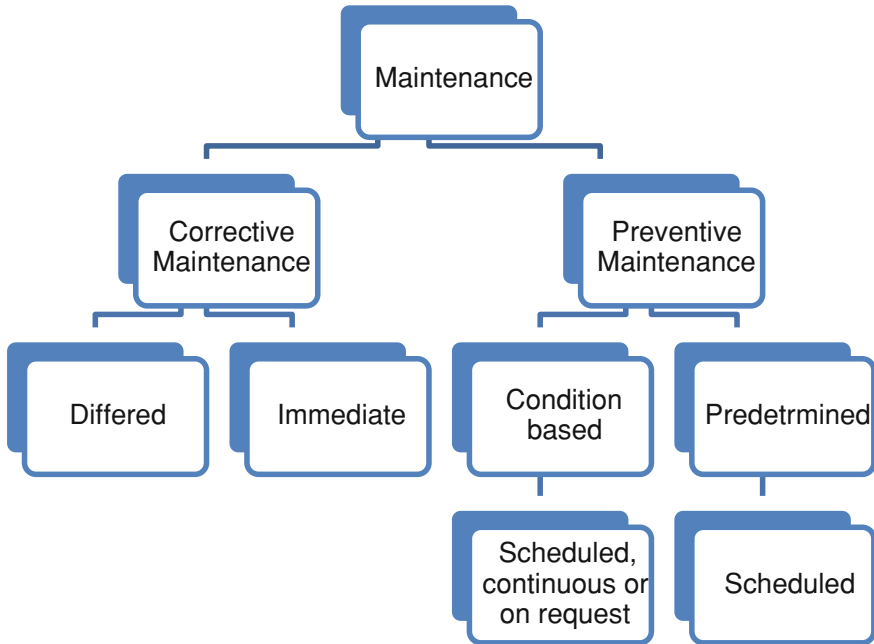 Maintenance
Corrective
Maintenance
Preventive
Maintenance
Differed
Immediate
Condition
based
Predetrmined
Scheduled,
continuous or
on request
Scheduled